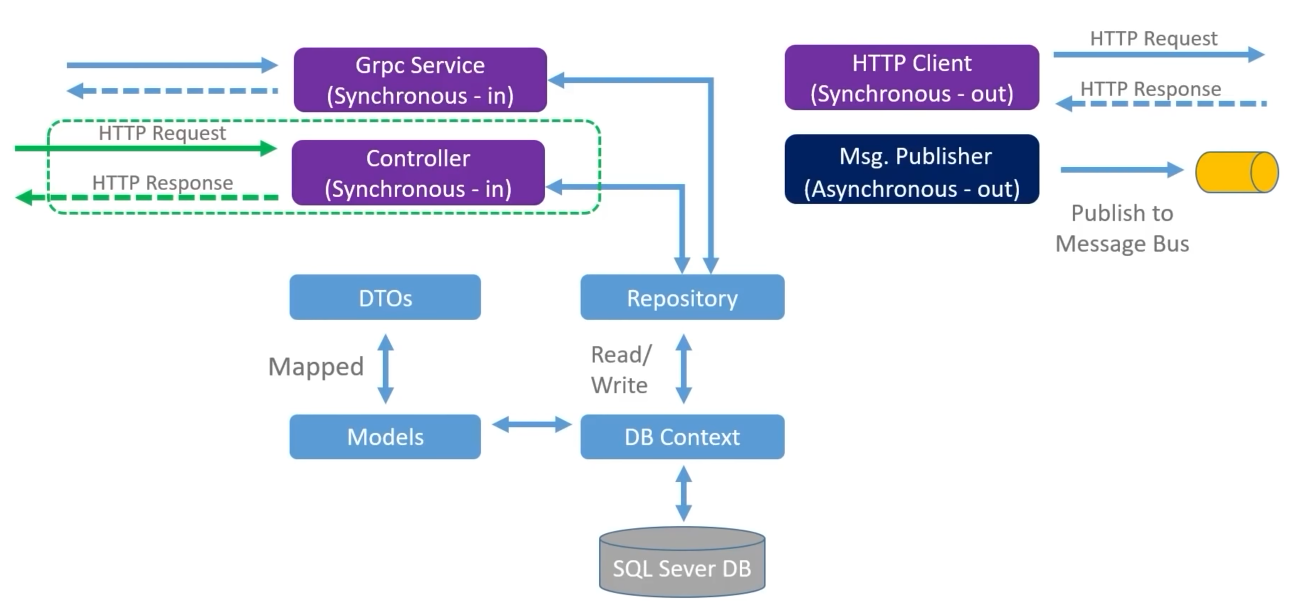 Grpc Service
(Synchronous - in)
HTTP Request
HTTP Response
Controller
(Synchronous - in)
HTTP Client
(Synchronous - out)
HTTP Request
HTTP Response
Msg. Publisher
(Asynchronous - out)
Publish to
Message Bus
DTOs
Repository
Mapped
Read/
Write
Models
DB Context
SQL Sever DB